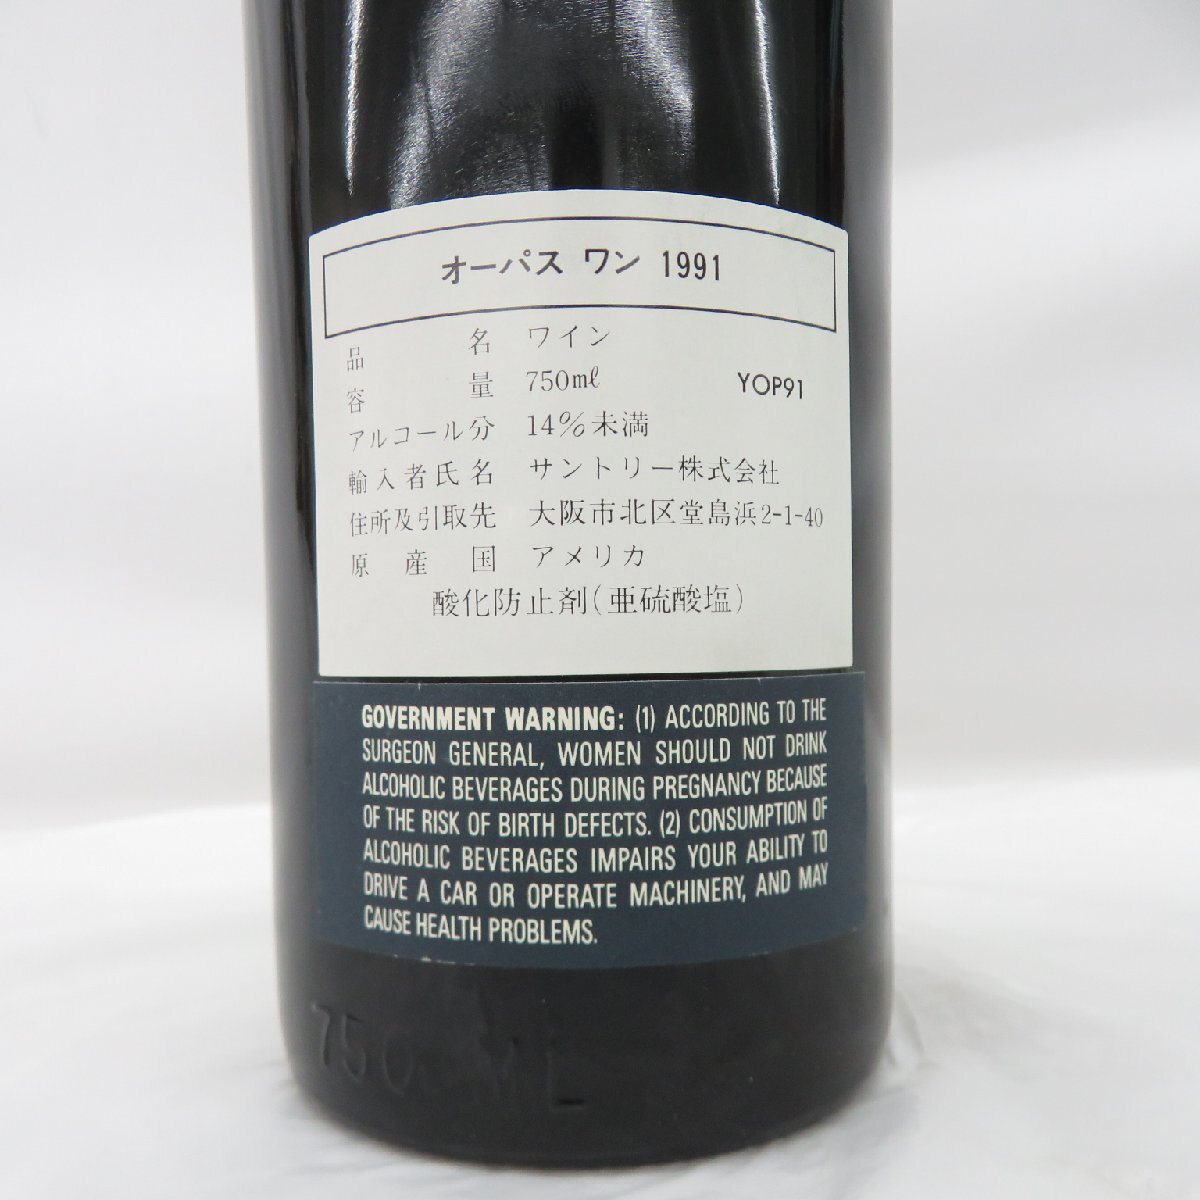 オーパス ワン 1991
品名 ワイン
容量 750mℓ YOP91
アルコール分 14%未満
輸入者氏名 サントリー株式会社
住所及引取先 大阪市北区堂島浜2-1-40
原産国 アメリカ
酸化防止剤(亜硫酸塩)
GOVERNMENT WARNING: (1) ACCORDING TO THE
SURGEON GENERAL, WOMEN SHOULD NOT DRINK
ALCOHOLIC BEVERAGES DURING PREGNANCY BECAUSE
OF THE RISK OF BIRTH DEFECTS. (2) CONSUMPTION OF
ALCOHOLIC BEVERAGES IMPAIRS YOUR ABILITY TO
DRIVE A CAR OR OPERATE MACHINERY, AND MAY
CAUSE HEALTH PROBLEMS.
750 ML